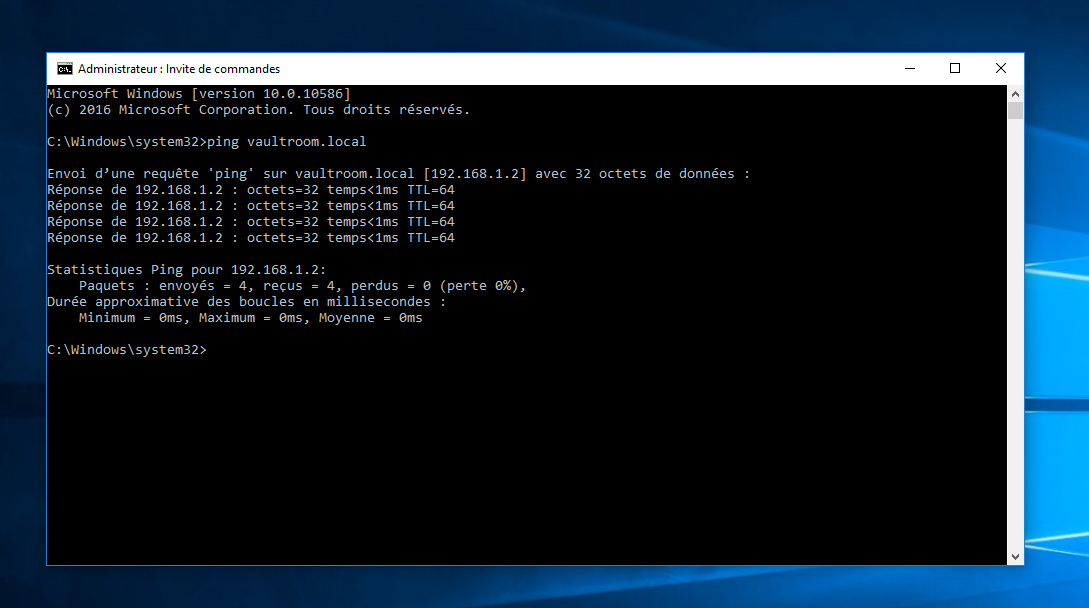 Administrateur : Invite de commandes
Microsoft Windows [version 10.0.10586]
(c) 2016 Microsoft Corporation. Tous droits réservés.
C:\Windows\system32>ping vaultroom.local
Envoi d’une requête 'ping' sur vaultroom.local [192.168.1.2] avec 32 octets de données :
Réponse de 192.168.1.2 : octets=32 temps<1ms TTL=64
Réponse de 192.168.1.2 : octets=32 temps<1ms TTL=64
Réponse de 192.168.1.2 : octets=32 temps<1ms TTL=64
Réponse de 192.168.1.2 : octets=32 temps<1ms TTL=64
Statistiques Ping pour 192.168.1.2:
    Paquets : envoyés = 4, reçus = 4, perdus = 0 (perte 0%),
Durée approximative des boucles en millisecondes :
    Minimum = 0ms, Maximum = 0ms, Moyenne = 0ms
C:\Windows\system32>